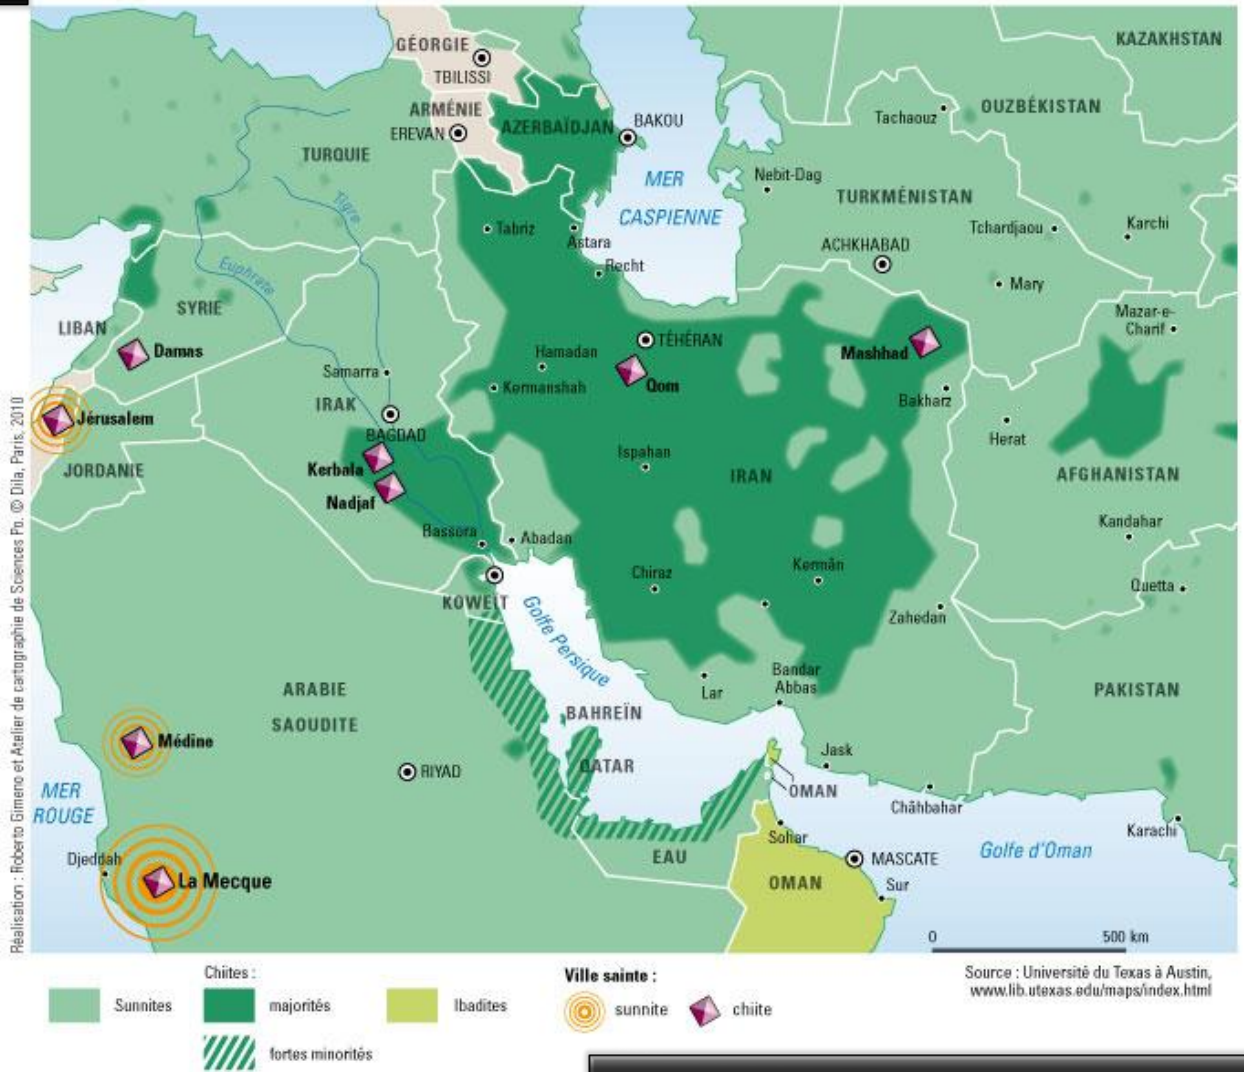 KAZAKHSTAN
GÉORGIE
TBILISSI
ARMÉNIE
EREVAN
AZERBAÏDJAN
BAKOU
OUZBÉKISTAN
Tachaouz
TURQUIE
Tigre
MER
CASPIENNE
Nebit-Dag
TURKMÉNISTAN
Tchardjaou
Karchi
Tabriz
Astara
Recht
ACHKHABAD
Mary
Euphrate
SYRIE
LIBAN
Damas
Mazar-e-
Charif
TÉHÉRAN
Mashhad
Hamadan
Qom
Samarra
Kermanshah
Bakharz
IRAK
BAGDAD
Jérusalem
Herat
JORDANIE
Kerbala
Nadjaf
Ispahan
IRAN
AFGHANISTAN
Bassora
Abadan
Kandahar
Chiraz
Kermân
Quetta
KOWEÏT
Golfe Persique
Zahedan
ARABIE
SAOUDITE
Lar
Bandar
Abbas
PAKISTAN
BAHREÏN
Médine
QATAR
Jask
RIYAD
OMAN
Châhbahar
MER
ROUGE
Sohar
Karachi
Djeddah
La Mecque
EAU
MASCATE
Golfe d'Oman
OMAN
Sur
0
500 km
Réalisation : Roberto Gimeno et Atelier de cartographie de Sciences Po. © Dila, Paris, 2010
Sunnites
Chiites :
majorités
fortes minorités
Ibadites
Ville sainte :
sunnite
chiite
Source : Université du Texas à Austin,
www.lib.utexas.edu/maps/index.html